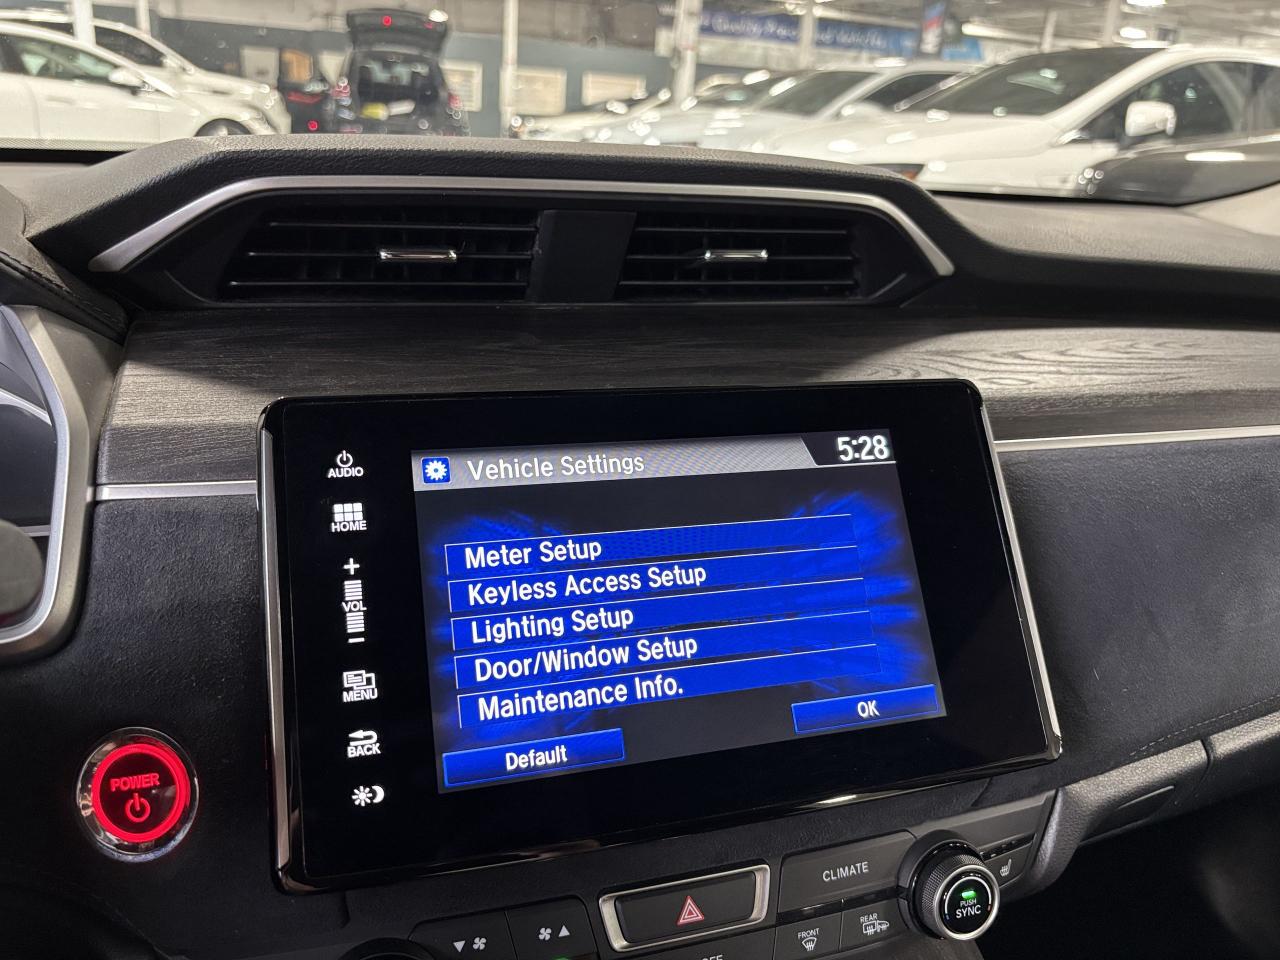 AUDIO
HOME
+
VOL
−
MENU
BACK
Vehicle Settings
5:28
Meter Setup
Keyless Access Setup
Lighting Setup
Door/Window Setup
Maintenance Info.
Default
OK
POWER
CLIMATE
PUSH
SYNC
FRONT
REAR